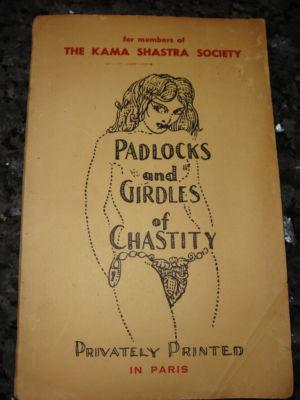 for members of
THE KAMA SHASTRA SOCIETY
PADLOCKS
and
GIRDLES
of
CHASTITY
PRIVATELY PRINTED
IN PARIS